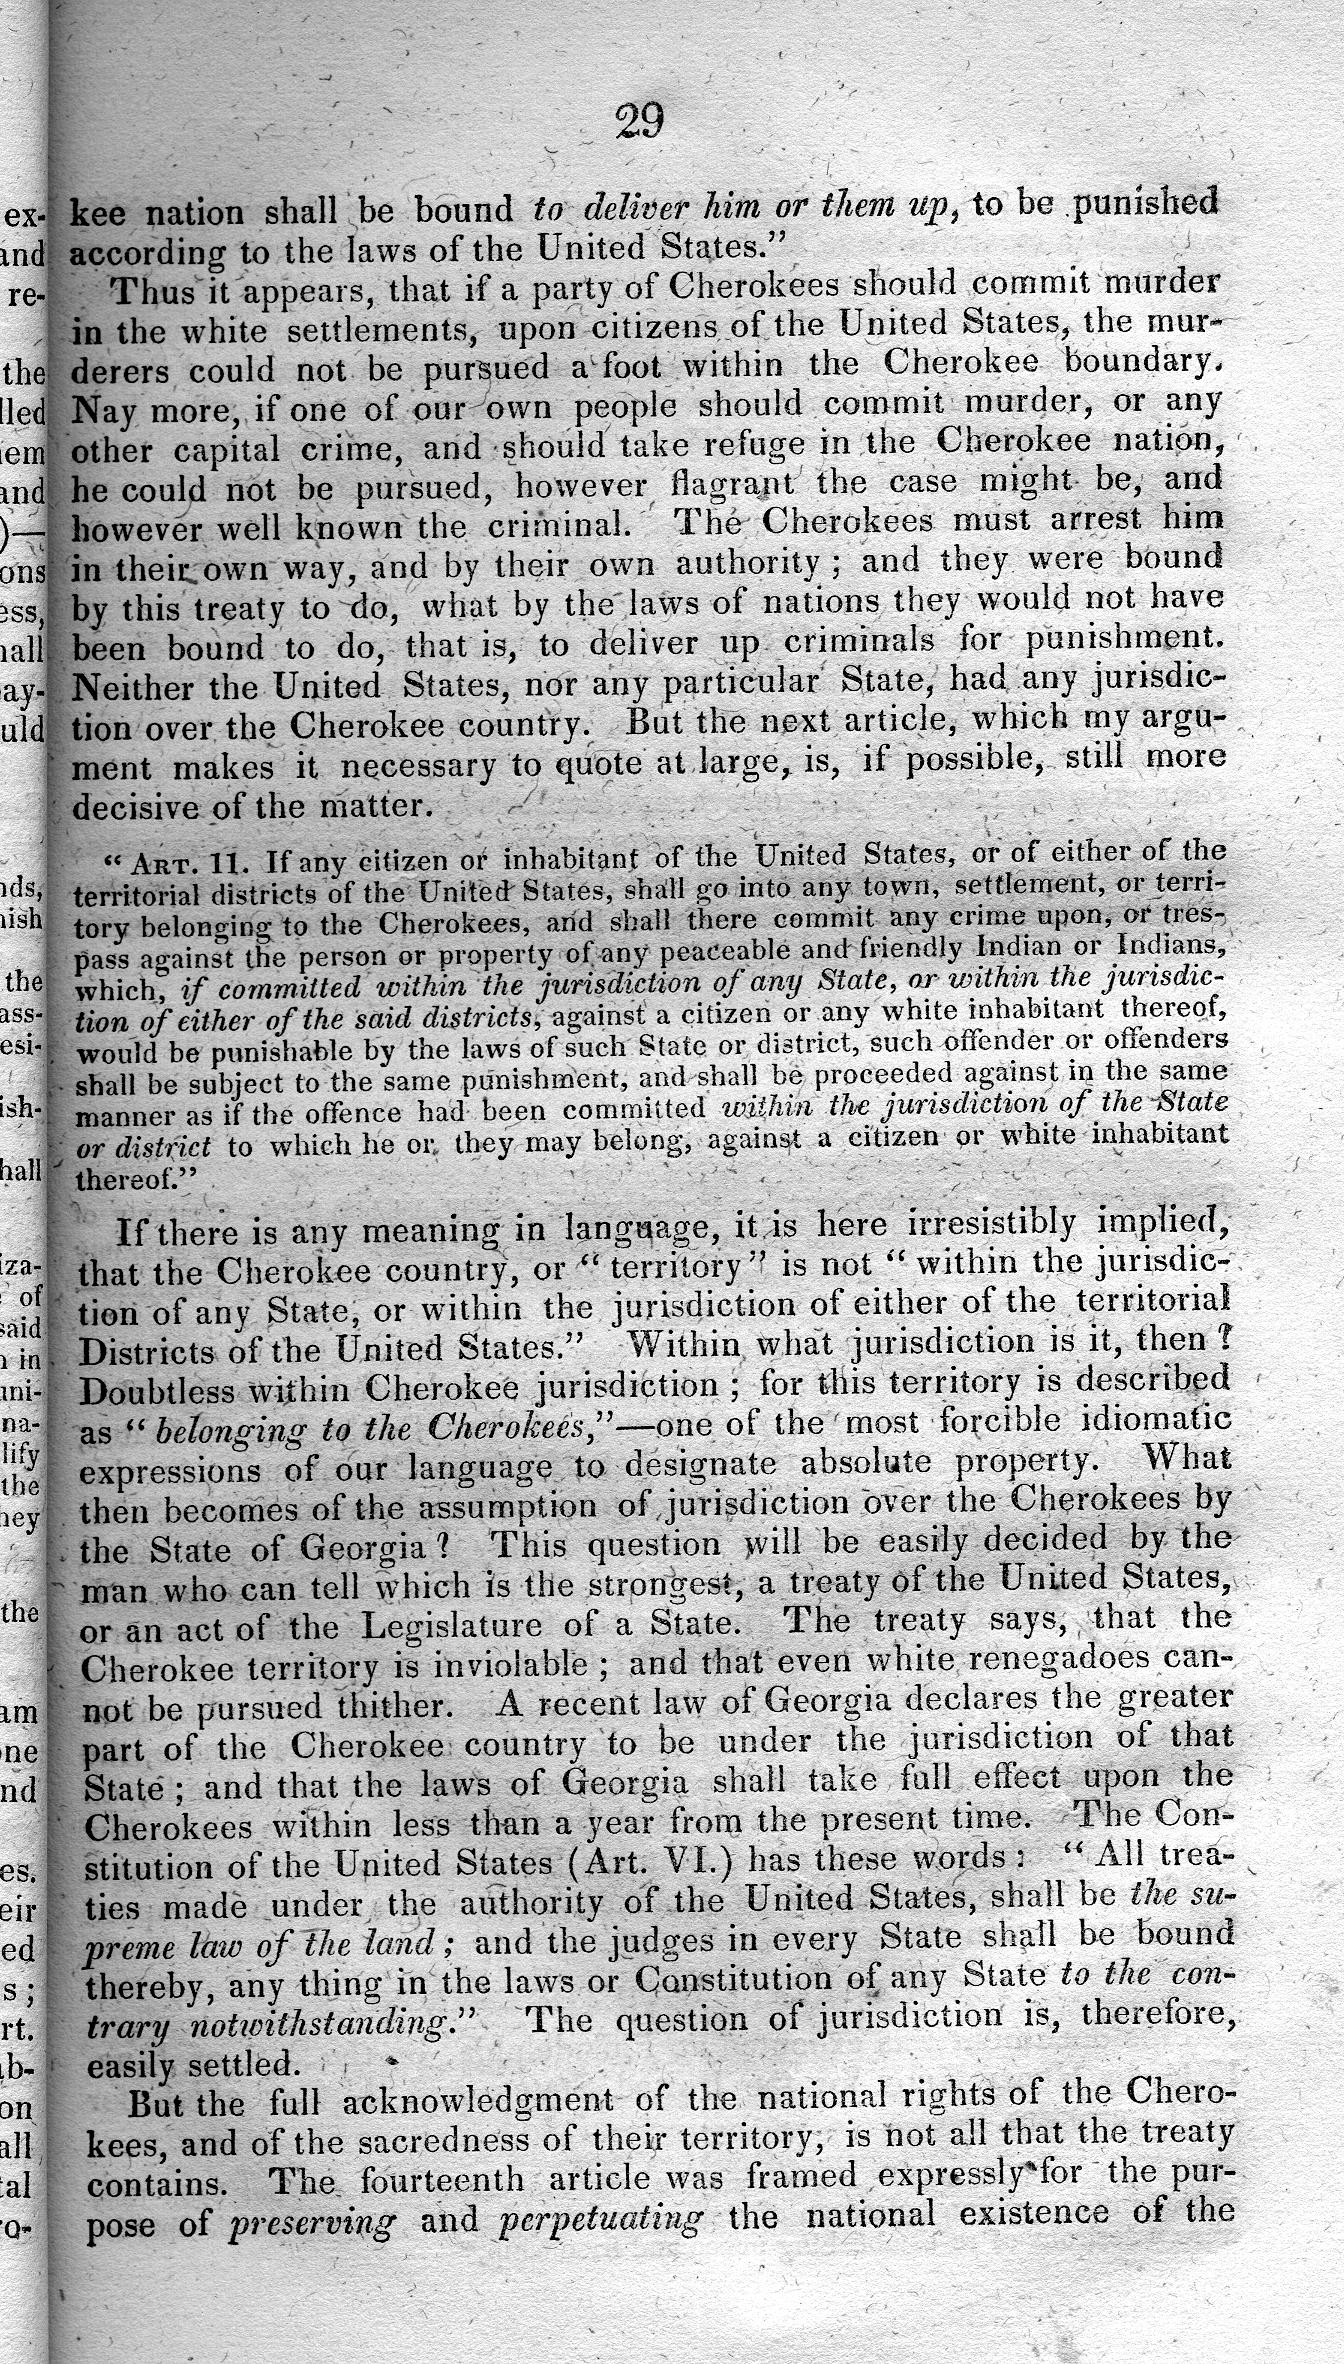 29
kee nation shall be bound to deliver him or them up, to be punished
according to the laws of the United States.”
Thus it appears, that if a party of Cherokees should commit murder
in the white settlements, upon citizens of the United States, the mur-
derers could not be pursued a foot within the Cherokee boundary.
Nay more, if one of our own people should commit murder, or any
other capital crime, and should take refuge in the Cherokee nation,
he could not be pursued, however flagrant the case might be, and
however well known the criminal. The Cherokees must arrest him
in their own way, and by their own authority ; and they were bound
by this treaty to do, what by the laws of nations they would not have
been bound to do, that is, to deliver up criminals for punishment.
Neither the United States, nor any particular State, had any jurisdic-
tion over the Cherokee country. But the next article, which my argu-
ment makes it necessary to quote at large, is, if possible, still more
decisive of the matter.
“ ART. 11. If any citizen or inhabitant of the United States, or of either of the
territorial districts of the United States, shall go into any town, settlement, or terri-
tory belonging to the Cherokees, and shall there commit any crime upon, or tres-
pass against the person or property of any peaceable and friendly Indian or Indians,
which, if committed within the jurisdiction of any State, or within the jurisdic-
tion of either of the said districts, against a citizen or any white inhabitant thereof,
would be punishable by the laws of such State or district, such offender or offenders
shall be subject to the same punishment, and shall be proceeded against in the same
manner as if the offence had been committed within the jurisdiction of the State
or district to which he or they may belong, against a citizen or white inhabitant
thereof.”
If there is any meaning in language, it is here irresistibly implied,
that the Cherokee country, or “ territory” is not “ within the jurisdic-
tion of any State, or within the jurisdiction of either of the territorial
Districts of the United States.” Within what jurisdiction is it, then ?
Doubtless within Cherokee jurisdiction ; for this territory is described
as “ belonging to the Cherokees,”—one of the most forcible idiomatic
expressions of our language to designate absolute property. What
then becomes of the assumption of jurisdiction over the Cherokees by
the State of Georgia ? This question will be easily decided by the
man who can tell which is the strongest, a treaty of the United States,
or an act of the Legislature of a State. The treaty says, that the
Cherokee territory is inviolable ; and that even white renegadoes can-
not be pursued thither. A recent law of Georgia declares the greater
part of the Cherokee country to be under the jurisdiction of that
State ; and that the laws of Georgia shall take full effect upon the
Cherokees within less than a year from the present time. The Con-
stitution of the United States (Art. VI.) has these words : “ All trea-
ties made under the authority of the United States, shall be the su-
preme law of the land ; and the judges in every State shall be bound
thereby, any thing in the laws or Constitution of any State to the con-
trary notwithstanding.” The question of jurisdiction is, therefore,
easily settled.
But the full acknowledgment of the national rights of the Chero-
kees, and of the sacredness of their territory, is not all that the treaty
contains. The fourteenth article was framed expressly for the pur-
pose of preserving and perpetuating the national existence of the